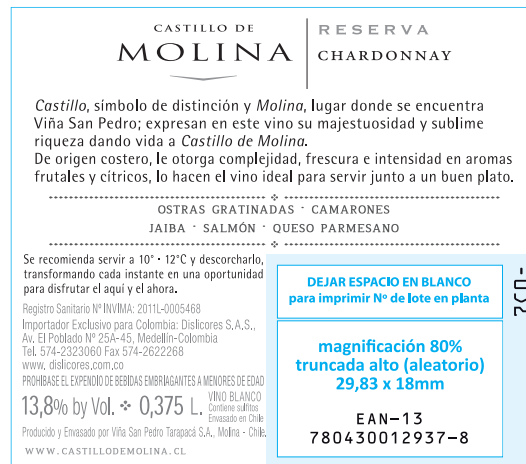 CASTILLO DE
MOLINA
RESERVA
CHARDONNAY
Castillo, símbolo de distinción y Molina, lugar donde se encuentra
Viña San Pedro; expresan en este vino su majestuosidad y sublime
riqueza dando vida a Castillo de Molina.
De origen costero, le otorga complejidad, frescura e intensidad en aromas
frutales y cítricos, lo hacen el vino ideal para servir junto a un buen plato.
OSTRAS GRATINADAS - CAMARONES
JAIBA - SALMÓN - QUESO PARMESANO
Se recomienda servir a 10° - 12°C y descorcharlo,
transformando cada instante en una oportunidad
para disfrutar el aquí y el ahora.
Registro Sanitario Nº INVIMA: 2011L-0005468
Importador Exclusivo para Colombia: Dislicores S.A.S.,
Av. El Poblado Nº 25A-45, Medellín-Colombia
Tel. 574-2323060 Fax 574-2622268
www, dislicores,com,co
PROHÍBASE EL EXPENDIO DE BEBIDAS EMBRIAGANTES A MENORES DE EDAD
13,8% by Vol. 0,375 L.
VINO BLANCO
Contiene sulfitos
Envasado en Chile
Producido y Envasado por Viña San Pedro Tarapacá S.A., Molina - Chile.
WWW.CASTILLODEMOLINA.CL
DEJAR ESPACIO EN BLANCO
para imprimir Nº de lote en planta
magnificación 80%
truncada alto (aleatorio)
29,83 x 18mm
EAN-13
780430012937-8